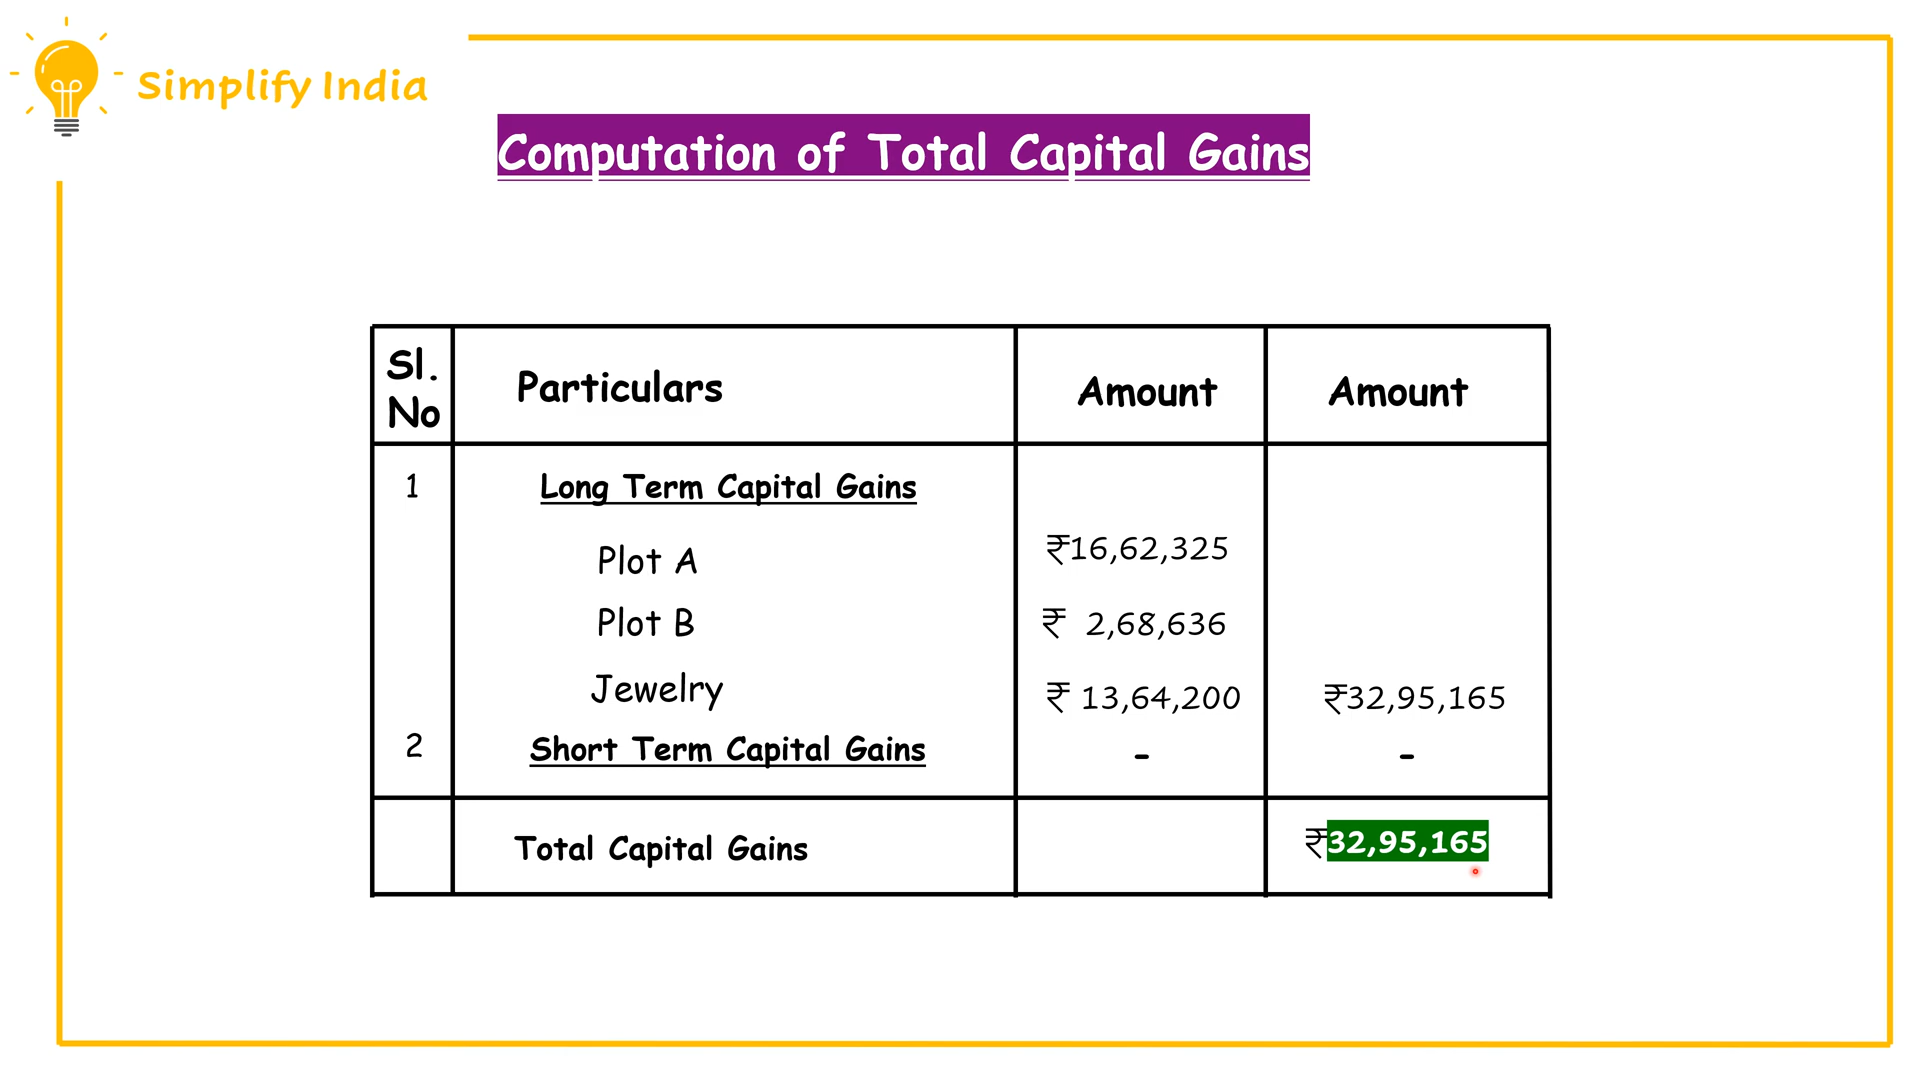 Simplify India
Computation of Total Capital Gains
Sl. No Particulars Amount Amount
1 Long Term Capital Gains
Plot A ₹16,62,325
Plot B ₹ 2,68,636
Jewelry ₹ 13,64,200 ₹32,95,165
2 Short Term Capital Gains - -
Total Capital Gains ₹32,95,165